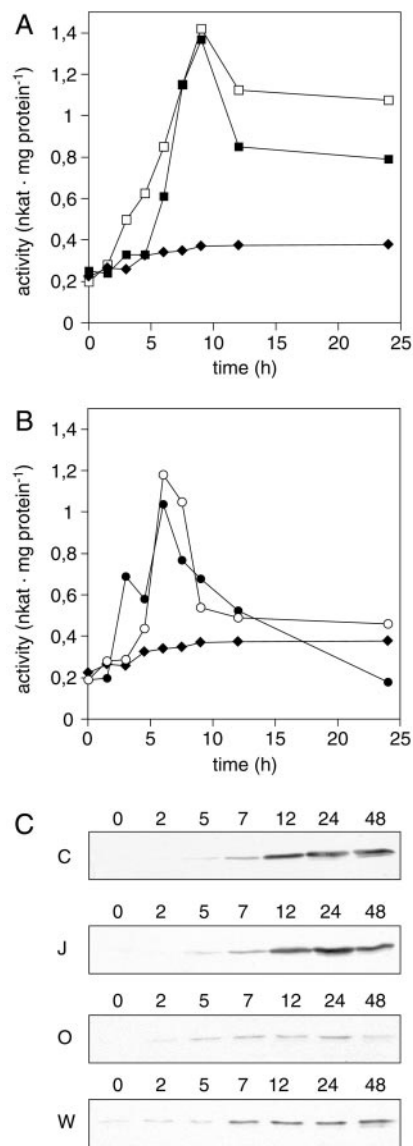 A
activity (nkat · mg protein⁻¹)
1,4
1,2
1
0,8
0,6
0,4
0,2
0
0 5 10 15 20 25
time (h)
B
activity (nkat · mg protein⁻¹)
1,4
1,2
1
0,8
0,6
0,4
0,2
0
0 5 10 15 20 25
time (h)
C
0 2 5 7 12 24 48
C
0 2 5 7 12 24 48
J
0 2 5 7 12 24 48
O
0 2 5 7 12 24 48
W